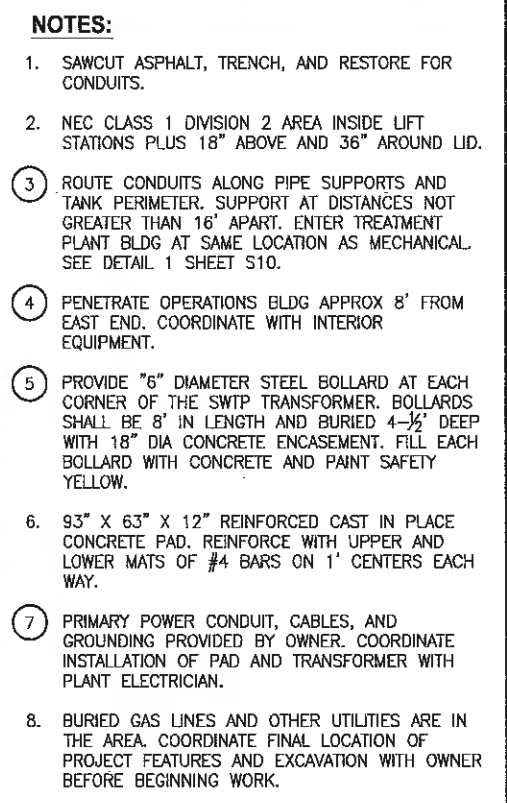 NOTES:
1. SAWCUT ASPHALT, TRENCH, AND RESTORE FOR
CONDUITS.
2. NEC CLASS 1 DIVISION 2 AREA INSIDE LIFT
STATIONS PLUS 18" ABOVE AND 36" AROUND LID.
3 ROUTE CONDUITS ALONG PIPE SUPPORTS AND
TANK PERIMETER. SUPPORT AT DISTANCES NOT
GREATER THAN 16' APART. ENTER TREATMENT
PLANT BLDG AT SAME LOCATION AS MECHANICAL.
SEE DETAIL 1 SHEET S10.
4 PENETRATE OPERATIONS BLDG APPROX 8' FROM
EAST END. COORDINATE WITH INTERIOR
EQUIPMENT.
5 PROVIDE "6" DIAMETER STEEL BOLLARD AT EACH
CORNER OF THE SWTP TRANSFORMER. BOLLARDS
SHALL BE 8' IN LENGTH AND BURIED 4-½' DEEP
WITH 18" DIA CONCRETE ENCASEMENT. FILL EACH
BOLLARD WITH CONCRETE AND PAINT SAFETY
YELLOW.
6. 93" X 63" X 12" REINFORCED CAST IN PLACE
CONCRETE PAD. REINFORCE WITH UPPER AND
LOWER MATS OF #4 BARS ON 1' CENTERS EACH
WAY.
7 PRIMARY POWER CONDUIT, CABLES, AND
GROUNDING PROVIDED BY OWNER. COORDINATE
INSTALLATION OF PAD AND TRANSFORMER WITH
PLANT ELECTRICIAN.
8. BURIED GAS LINES AND OTHER UTILITIES ARE IN
THE AREA. COORDINATE FINAL LOCATION OF
PROJECT FEATURES AND EXCAVATION WITH OWNER
BEFORE BEGINNING WORK.